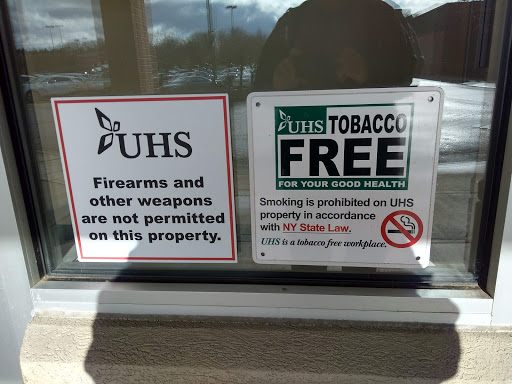 UHS
Firearms and
other weapons
are not permitted
on this property.
UHS TOBACCO
FREE
FOR YOUR GOOD HEALTH
Smoking is prohibited on UHS
property in accordance
with NY State Law.
UHS is a tobacco free workplace.